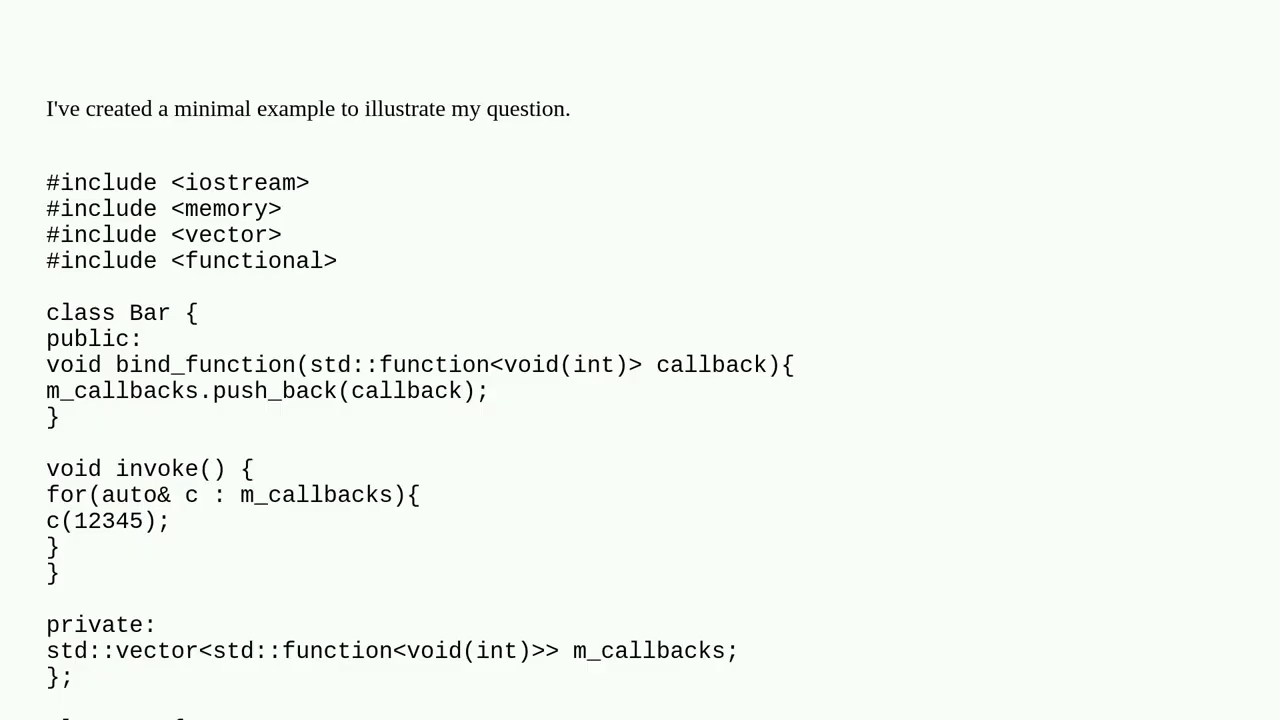 I've created a minimal example to illustrate my question.
#include <iostream>
#include <memory>
#include <vector>
#include <functional>
class Bar {
public:
void bind_function(std::function<void(int)> callback){
m_callbacks.push_back(callback);
}
void invoke() {
for(auto& c : m_callbacks){
c(12345);
}
}
private:
std::vector<std::function<void(int)>> m_callbacks;
};